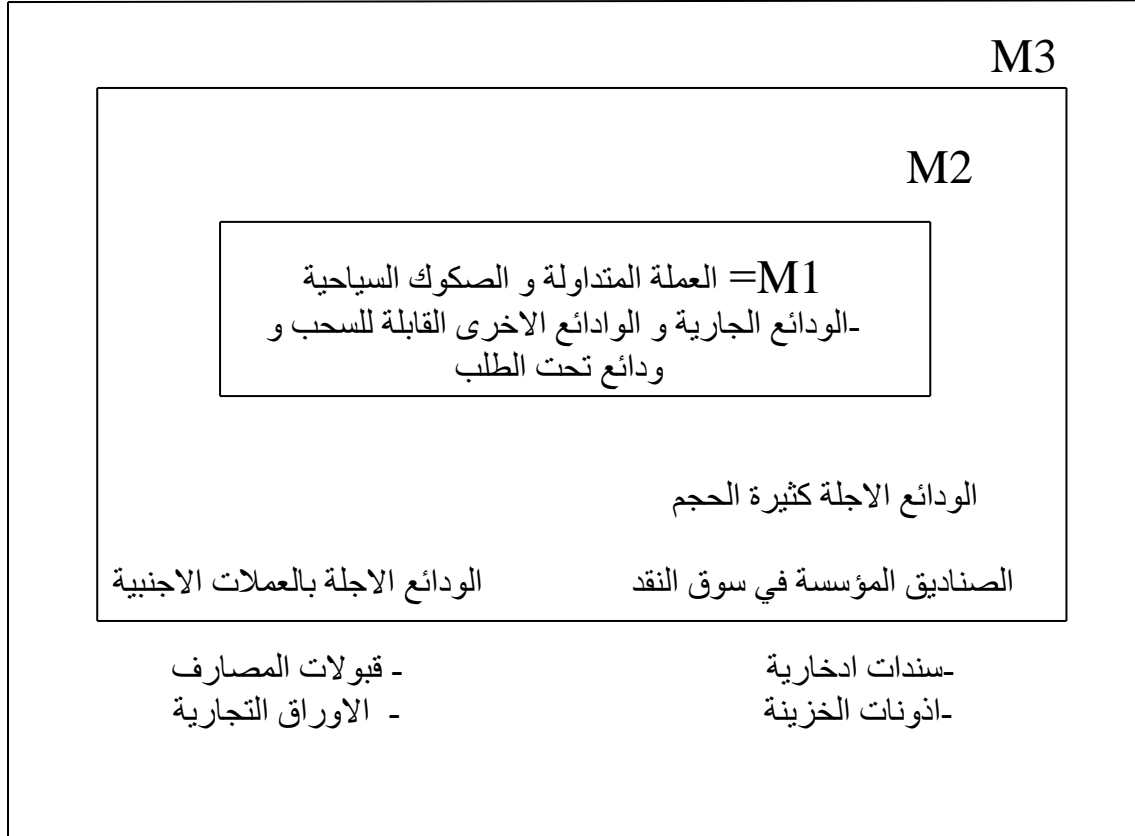 M3
M2
M1= العملة المتداولة و الصكوك السياحية
-الودائع الجارية و الوادائع الاخرى القابلة للسحب و
ودائع تحت الطلب
الودائع الاجلة كثيرة الحجم
الصناديق المؤسسة في سوق النقد
الودائع الاجلة بالعملات الاجنبية
-سندات ادخارية
-اذونات الخزينة
- قبولات المصارف
- الاوراق التجارية